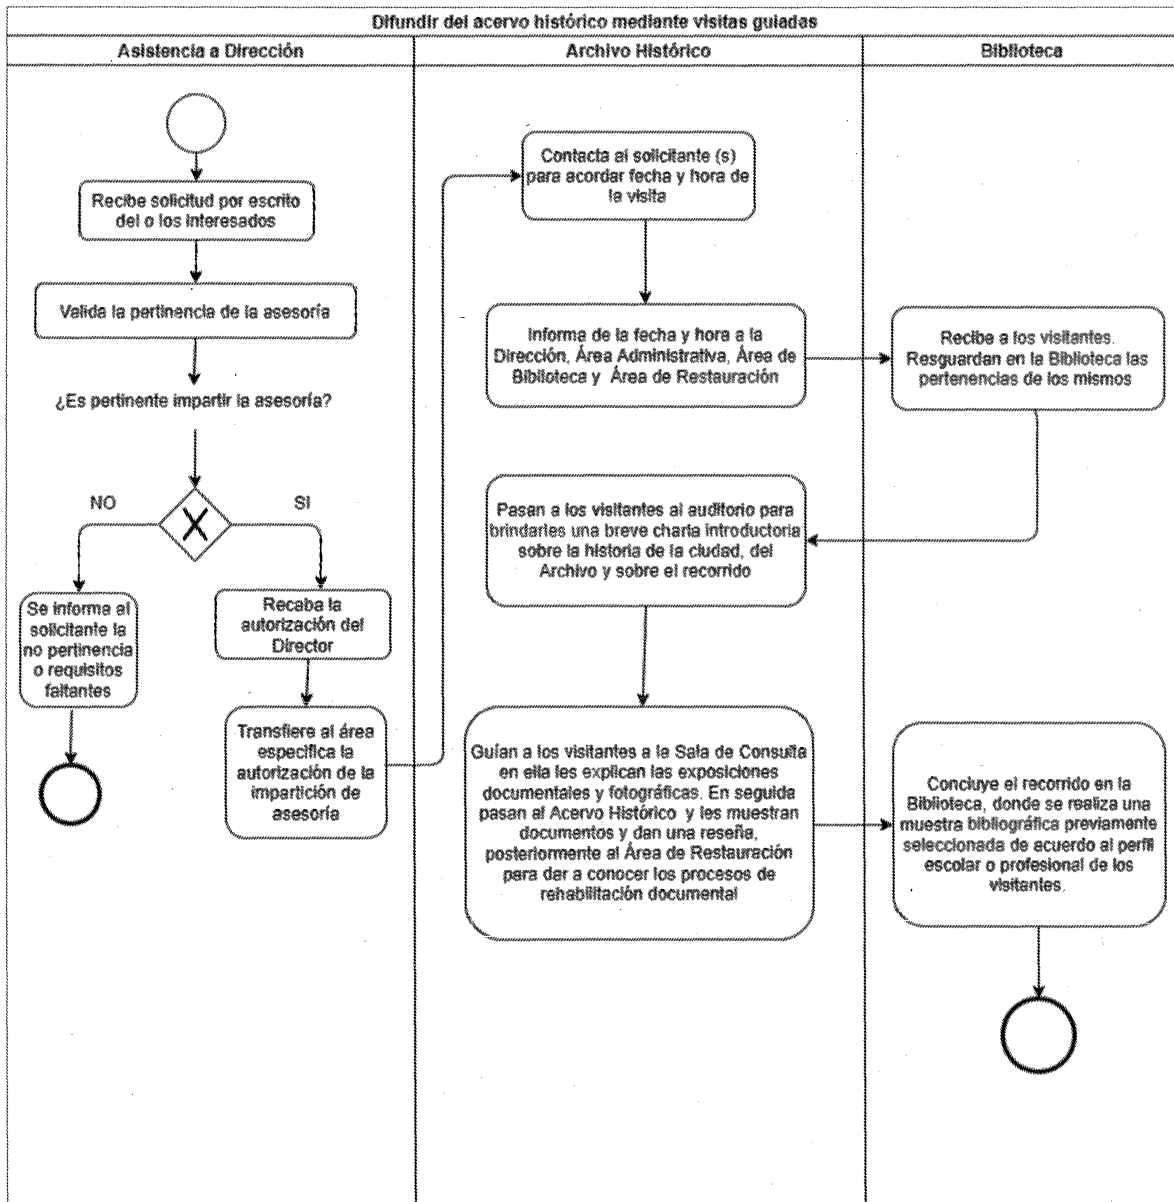 Difundir del acervo histórico mediante visitas guiadas
Asistencia a Dirección
Archivo Histórico
Biblioteca
Recibe solicitud por escrito
del o los interesados
Valida la pertinencia de la asesoría
¿Es pertinente impartir la asesoría?
NO
SI
X
Se informa al
solicitante la
no pertinencia
o requisitos
faltantes
Recaba la
autorización del
Director
Transfiere al área
especifica la
autorización de la
impartición de
asesoría
Contacta al solicitante (s)
para acordar fecha y hora de
la visita
Informa de la fecha y hora a la
Dirección, Área Administrativa, Área de
Biblioteca y Área de Restauración
Recibe a los visitantes.
Resguardan en la Biblioteca las
pertenencias de los mismos
Pasan a los visitantes al auditorio para
brindarles una breve charla introductoria
sobre la historia de la ciudad, del
Archivo y sobre el recorrido
Guían a los visitantes a la Sala de Consulta
en ella les explican las exposiciones
documentales y fotográficas. En seguida
pasan al Acervo Histórico y les muestran
documentos y dan una reseña,
posteriormente al Área de Restauración
para dar a conocer los procesos de
rehabilitación documental
Concluye el recorrido en la
Biblioteca, donde se realiza una
muestra bibliográfica previamente
seleccionada de acuerdo al perfil
escolar o profesional de los
visitantes.